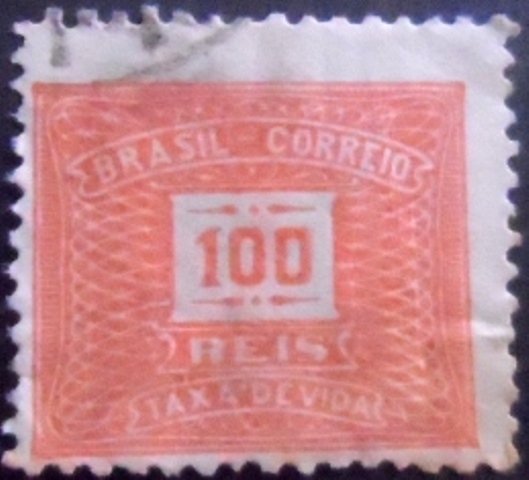 BRASIL CORREIO
100
REIS
TAXA DEVIDA